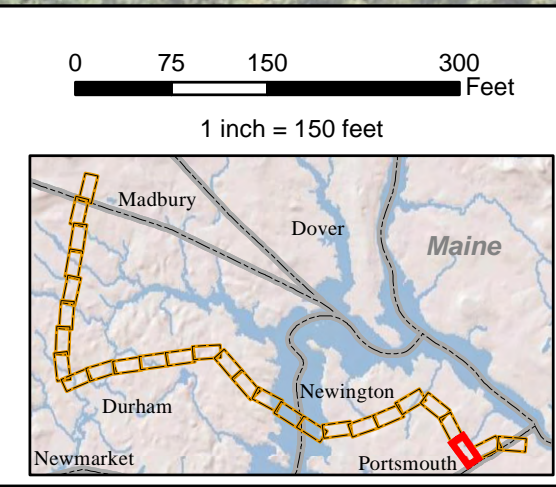 0 75 150 300
Feet
1 inch = 150 feet
Madbury
Dover
Maine
Newington
Durham
Newmarket
Portsmouth